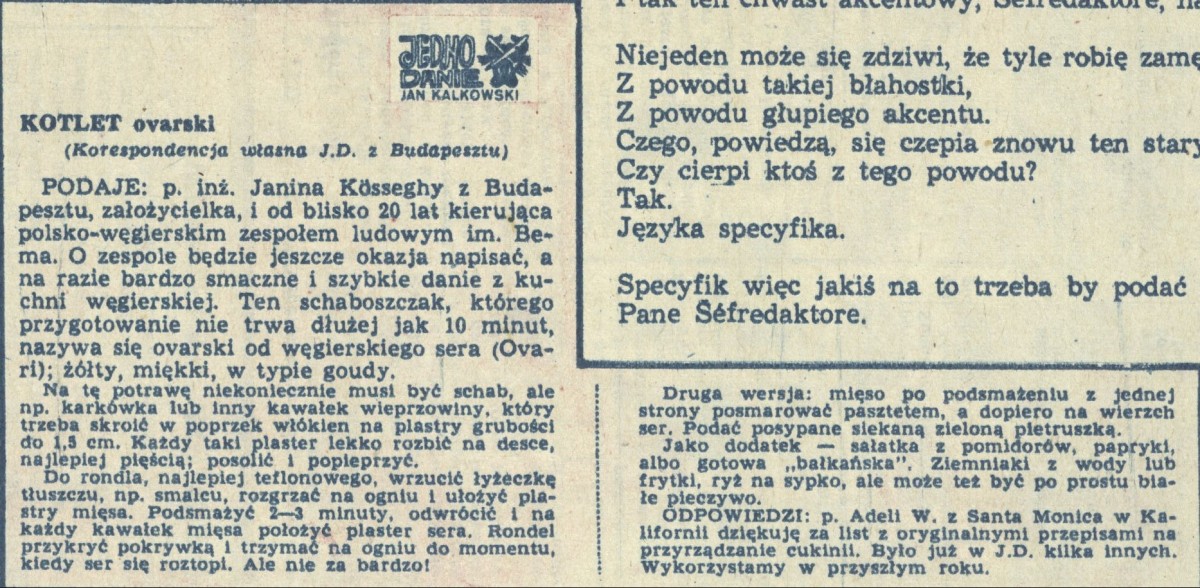 JEDNO
DANIE
JAN KALKOWSKI
KOTLET ovarski
(Korespondencja własna J.D. z Budapesztu)
PODAJE: p. inż. Janina Kösseghy z Buda-
pesztu, założycielka, i od blisko 20 lat kierująca
polsko-węgierskim zespołem ludowym im. Be-
ma. O zespole będzie jeszcze okazja napisać, a
na razie bardzo smaczne i szybkie danie z ku-
chni węgierskiej. Ten schaboszczak, którego
przygotowanie nie trwa dłużej jak 10 minut,
nazywa się ovarski od węgierskiego sera (Ova-
ri); żółty, miękki, w typie goudy.
Na tę potrawę niekoniecznie musi być schab, ale
np. karkówka lub inny kawałek wieprzowiny, który
trzeba skroić w poprzek włókien na plastry grubości
do 1,5 cm. Każdy taki plaster lekko rozbić na desce,
najlepiej pięścią; posolić i popieprzyć.
Do rondla, najlepiej teflonowego, wrzucić łyżeczkę
tłuszczu, np. smalcu, rozgrzać na ogniu i ułożyć pla-
stry mięsa. Podsmażyć 2—3 minuty, odwrócić i na
każdy kawałek mięsa położyć plaster sera. Rondel
przykryć pokrywką i trzymać na ogniu do momentu,
kiedy ser się roztopi. Ale nie za bardzo!
Druga wersja: mięso po podsmażeniu z jednej
strony posmarować pasztetem, a dopiero na wierzch
ser. Podać posypane siekaną zieloną pietruszką.
Jako dodatek — sałatka z pomidorów, papryki,
albo gotowa „bałkańska". Ziemniaki z wody lub
frytki, ryż na sypko, ale może też być po prostu bia-
łe pieczywo.
ODPOWIEDZI: p. Adeli W. z Santa Monica w Ka-
lifornii dziękuję za list z oryginalnymi przepisami na
przyrządzanie cukinii. Było już w J.D. kilka innych.
Wykorzystamy w przyszłym roku.
I tak ten chwast akcentowy, Séfredaktore, na
Niejeden może się zdziwi, że tyle robię zamę
Z powodu takiej błahostki,
Z powodu głupiego akcentu.
Czego, powiedzą, się czepia znowu ten stary
Czy cierpi ktoś z tego powodu?
Tak.
Języka specyfika.
Specyfik więc jakiś na to trzeba by podać
Pane Šéfredaktore.